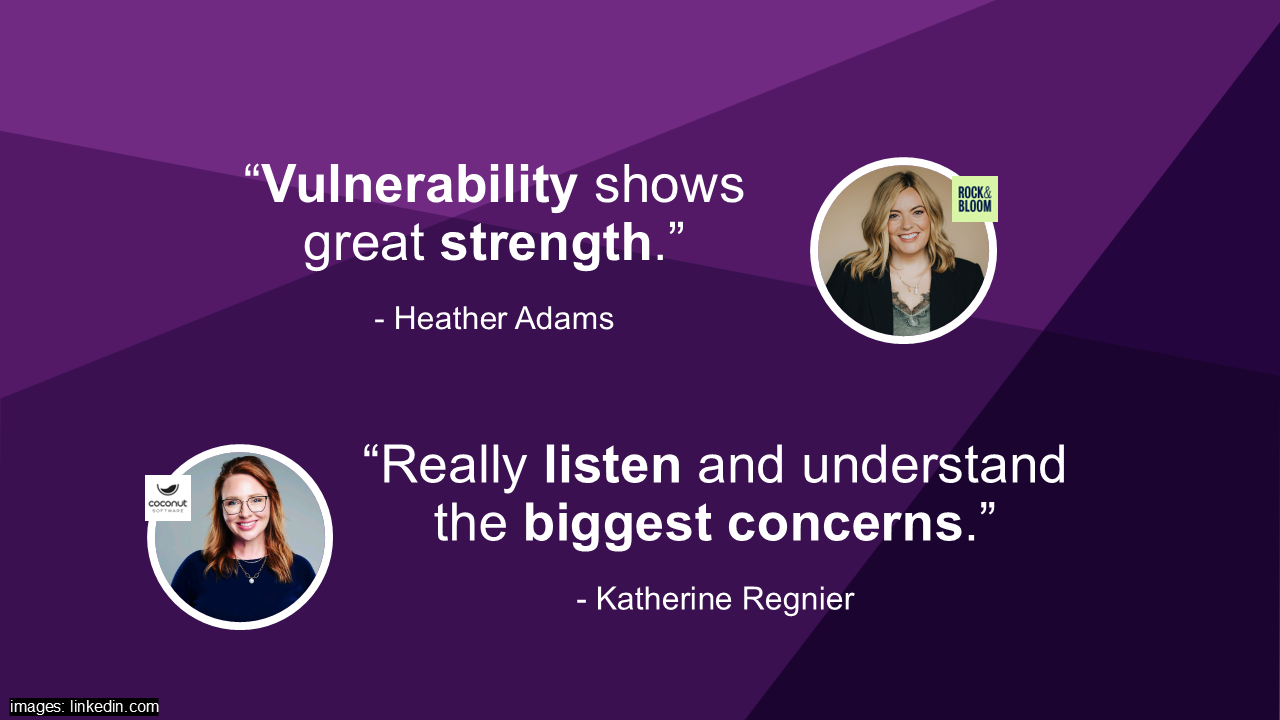 “Vulnerability shows
great strength.”
- Heather Adams
ROCK&
BLOOM
“Really listen and understand
the biggest concerns.”
- Katherine Regnier
coconut
SOFTWARE
images: linkedin.com